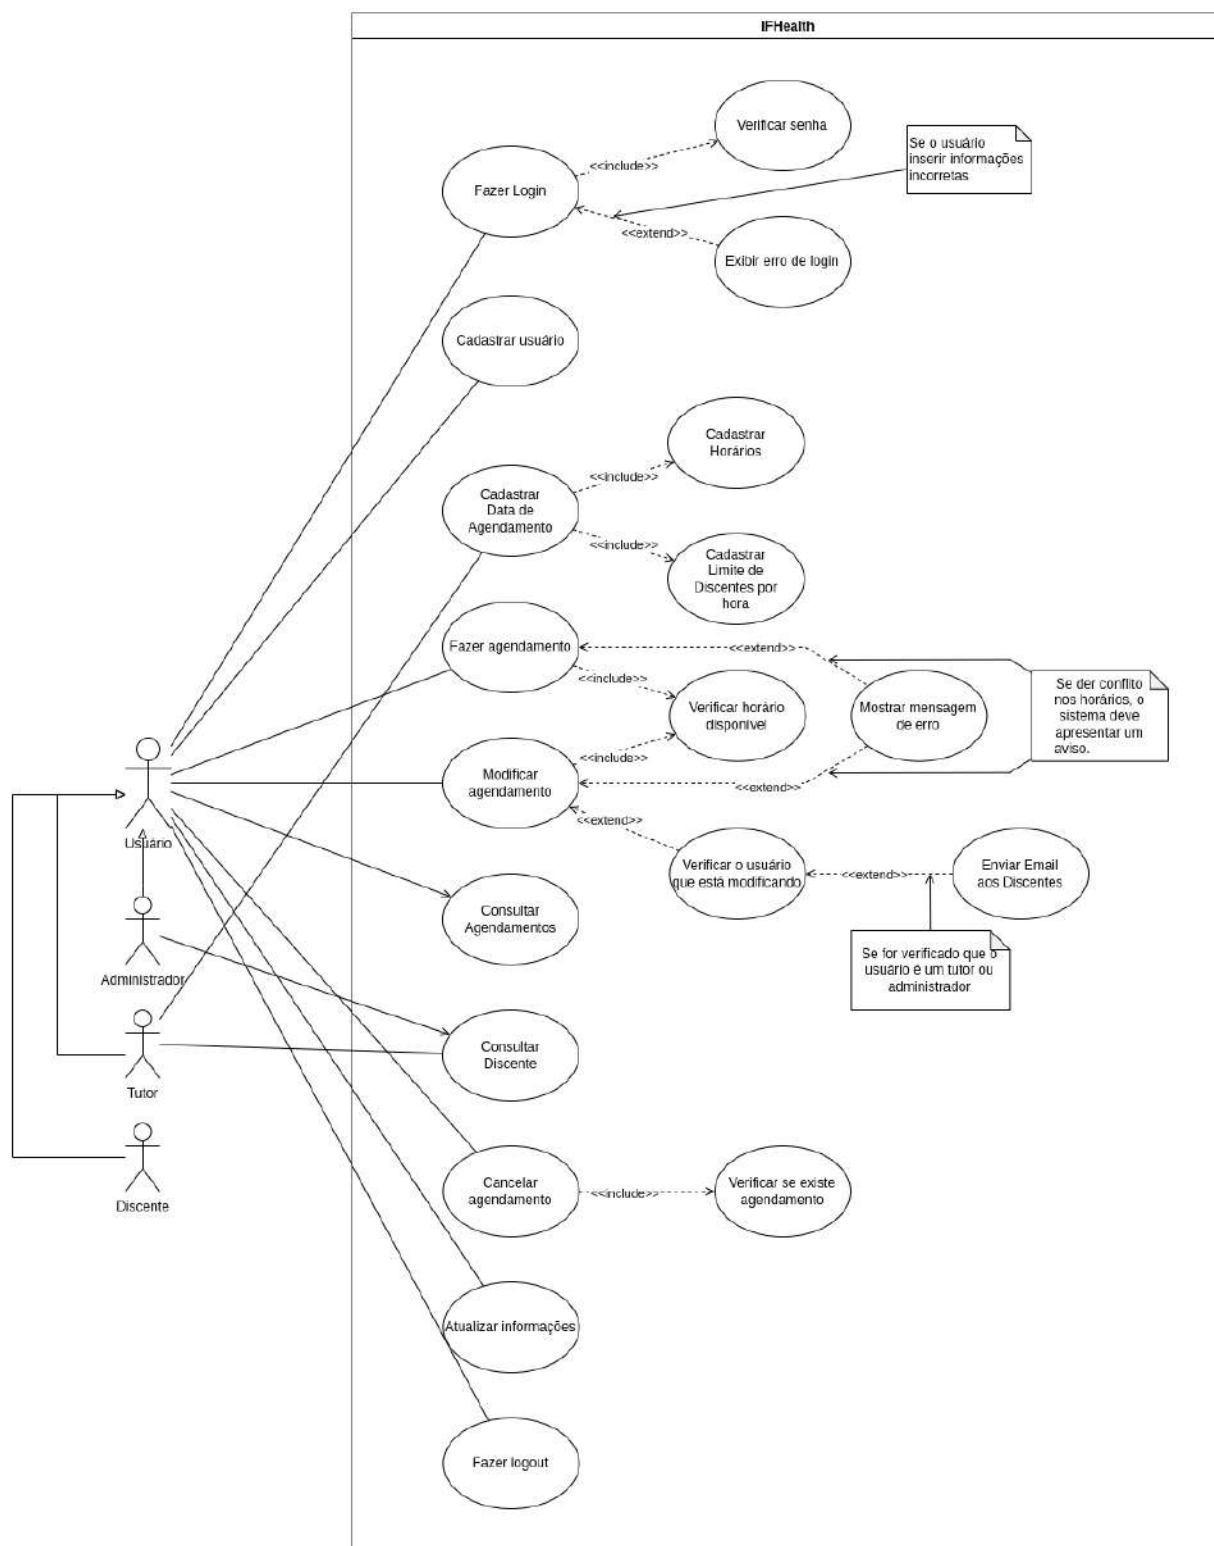 IFHealth
Verificar senha
Se o usuário
inserir informações
incorretas
<<include>>
Fazer Login
<<extend>>
Exibir erro de login
Cadastrar usuário
Cadastrar
Horários
<<include>>
Cadastrar
Data de
Agendamento
<<include>>
Cadastrar
Limite de
Discentes por
hora
Fazer agendamento
<<extend>>
<<include>>
Verificar horário
disponível
Mostrar mensagem
de erro
Se der conflito
nos horários, o
sistema deve
apresentar um
aviso.
<<include>>
Modificar
agendamento
<<extend>>
<<extend>>
Usuário
Verificar o usuário
que está modificando
<<extend>>
Enviar Email
aos Discentes
Consultar
Agendamentos
Se for verificado que o
usuário é um tutor ou
administrador
Administrador
Consultar
Discente
Tutor
Cancelar
agendamento
<<include>>
Verificar se existe
agendamento
Discente
Atualizar informações
Fazer logout